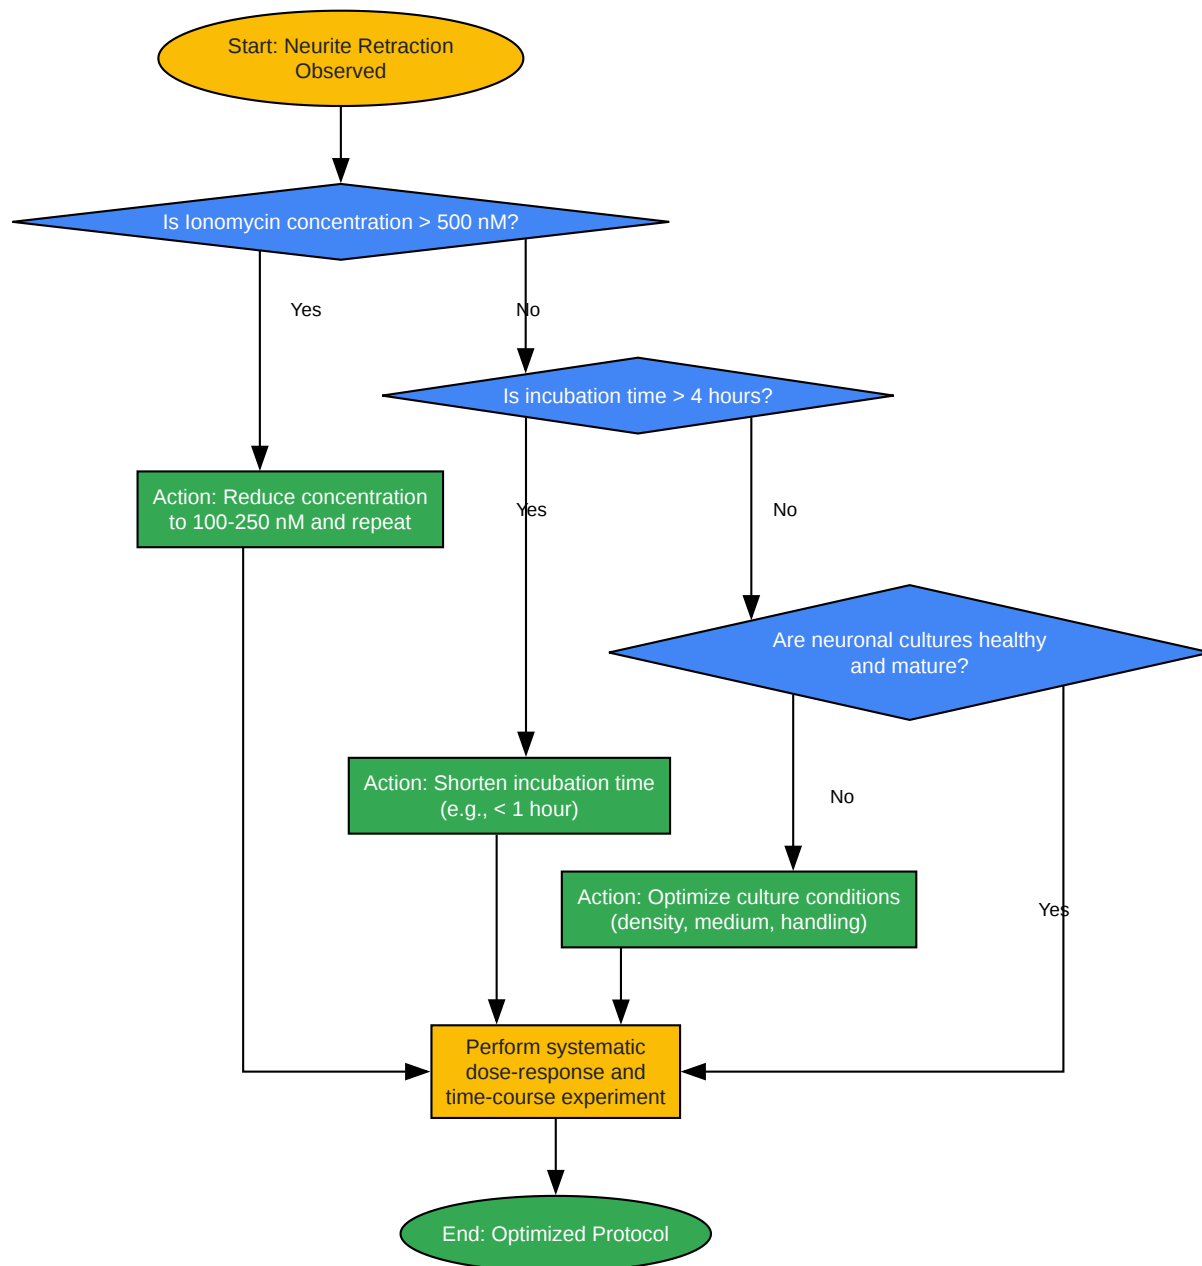 Start: Neurite Retraction
Observed
Is Ionomycin concentration > 500 nM?
Yes
No
Is incubation time > 4 hours?
Action: Reduce concentration
to 100-250 nM and repeat
Yes
No
Are neuronal cultures healthy
and mature?
Action: Shorten incubation time
(e.g., < 1 hour)
No
Action: Optimize culture conditions
(density, medium, handling)
Yes
Perform systematic
dose-response and
time-course experiment
End: Optimized Protocol